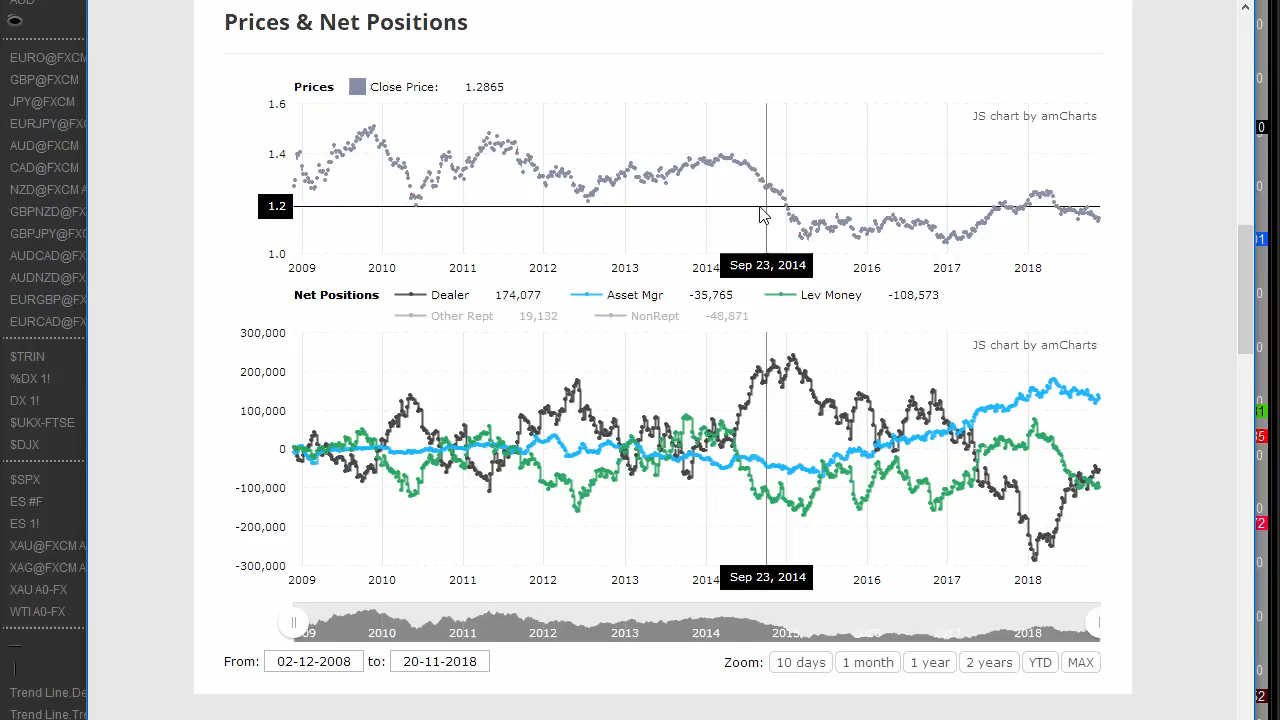 Prices & Net Positions
Prices Close Price: 1.2865
1.6
JS chart by amCharts
1.4
1.2
1.0
2009 2010 2011 2012 2013 2014 2016 2017 2018
Sep 23, 2014
Net Positions Dealer 174,077 Asset Mgr -35,765 Lev Money -108,573
Other Rept 19,132 NonRept -48,871
300,000
JS chart by amCharts
200,000
100,000
0
-100,000
-200,000
-300,000
2009 2010 2011 2012 2013 2014 2016 2017 2018
Sep 23, 2014
09 2010 2011 2012 2013 2014 2015 2016 2017 2018
From: 02-12-2008 to: 20-11-2018 Zoom: 10 days 1 month 1 year 2 years YTD MAX
EURO@FXCM
GBP@FXCM
JPY@FXCM
EURJPY@FX
AUD@FXCM
CAD@FXCM
NZD@FXCM A
GBPNZD@FX
GBPJPY@FX
AUDCAD@FX
AUDNZD@FX
EURGBP@FX
EURCAD@FX
$TRIN
%DX 1!
DX 1!
$UKX-FTSE
$DJX
$SPX
ES #F
ES 1!
XAU@FXCM A
XAG@FXCM A
XAU A0-FX
WTI A0-FX
Trend Line.De
Trend Line.Tre